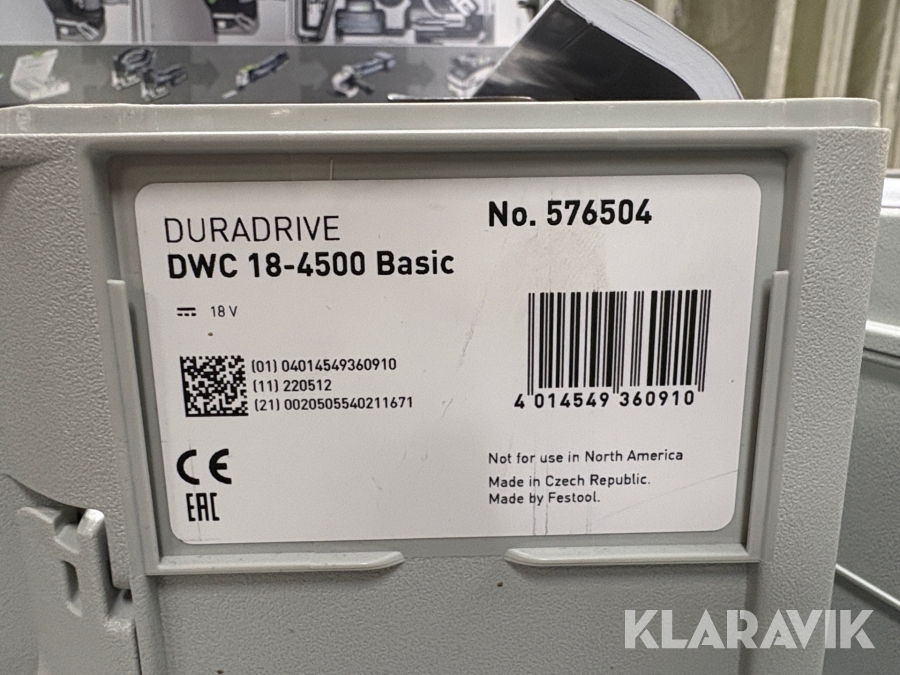 DURADRIVE
DWC 18-4500 Basic
No. 576504
18 V
(01) 04014549360910
(11) 220512
(21) 0020505540211671
4 014549 360910
CE
EAC
Not for use in North America
Made in Czech Republic.
Made by Festool.
KLARAVIK